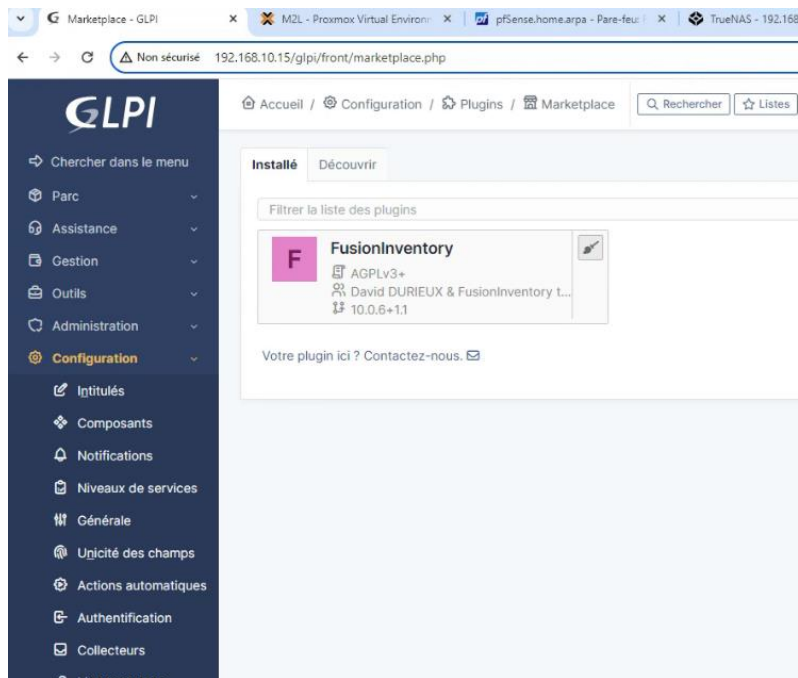 Marketplace - GLPI
M2L - Proxmox Virtual Environ
pfSense.home.arpa - Pare-feu:
TrueNAS - 192.168
Non sécurisé 192.168.10.15/glpi/front/marketplace.php
GLPI
Accueil / Configuration / Plugins / Marketplace Rechercher Listes
Chercher dans le menu
Parc
Assistance
Gestion
Outils
Administration
Configuration
Intitulés
Composants
Notifications
Niveaux de services
Générale
Unicité des champs
Actions automatiques
Authentification
Collecteurs
Installé Découvrir
Filtrer la liste des plugins
F
FusionInventory
AGPLv3+
David DURIEUX & FusionInventory t...
10.0.6+1.1
Votre plugin ici ? Contactez-nous.